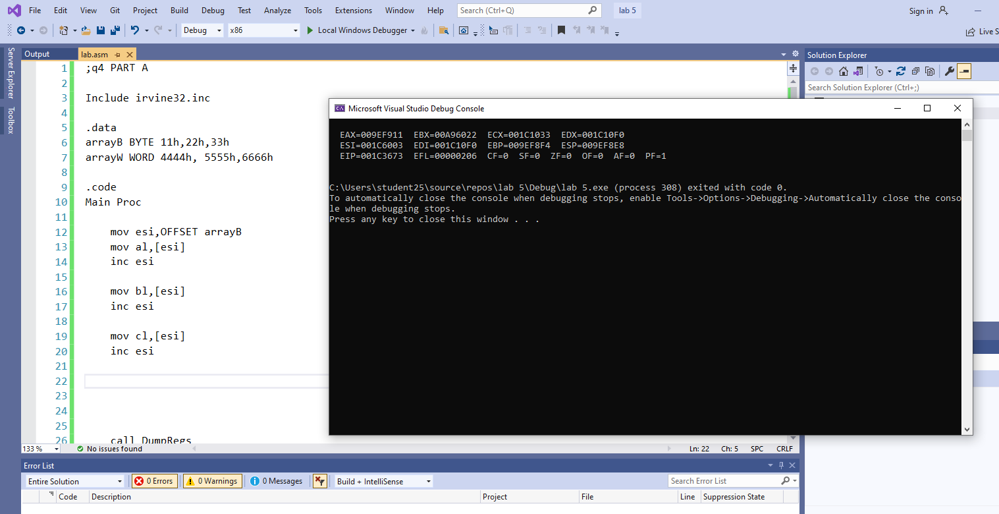 File Edit View Git Project Build Debug Test Analyze Tools Extensions Window Help Search (Ctrl+Q) lab 5 Sign in
Debug x86 Local Windows Debugger Live S
Server Explorer
Toolbox
Output lab.asm
1 ;q4 PART A
2
3 Include irvine32.inc
4
5 .data
6 arrayB BYTE 11h,22h,33h
7 arrayW WORD 4444h, 5555h,6666h
8
9 .code
10 Main Proc
11
12 mov esi,OFFSET arrayB
13 mov al,[esi]
14 inc esi
15
16 mov bl,[esi]
17 inc esi
18
19 mov cl,[esi]
20 inc esi
21
22
23
24
25
26 call DumpRegs
133 % No issues found Ln: 22 Ch: 5 SPC CRLF
Solution Explorer
Search Solution Explorer (Ctrl+;)
Microsoft Visual Studio Debug Console
EAX=009EF911 EBX=00A96022 ECX=001C1033 EDX=001C10F0
ESI=001C6003 EDI=001C10F0 EBP=009EF8F4 ESP=009EF8E8
EIP=001C3673 EFL=00000206 CF=0 SF=0 ZF=0 OF=0 AF=0 PF=1
C:\Users\student25\source\repos\lab 5\Debug\lab 5.exe (process 308) exited with code 0.
To automatically close the console when debugging stops, enable Tools->Options->Debugging->Automatically close the conso
le when debugging stops.
Press any key to close this window . . .
Error List
Entire Solution 0 Errors 0 Warnings 0 Messages Build + IntelliSense Search Error List
Code Description Project File Line Suppression State